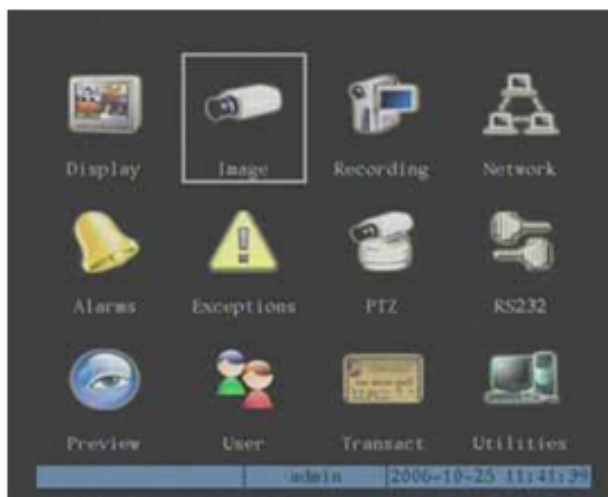 Display Image Recording Network
Alarms Exceptions PTZ RS232
Preview User Transact Utilities
admin 2006-10-25 11:41:39